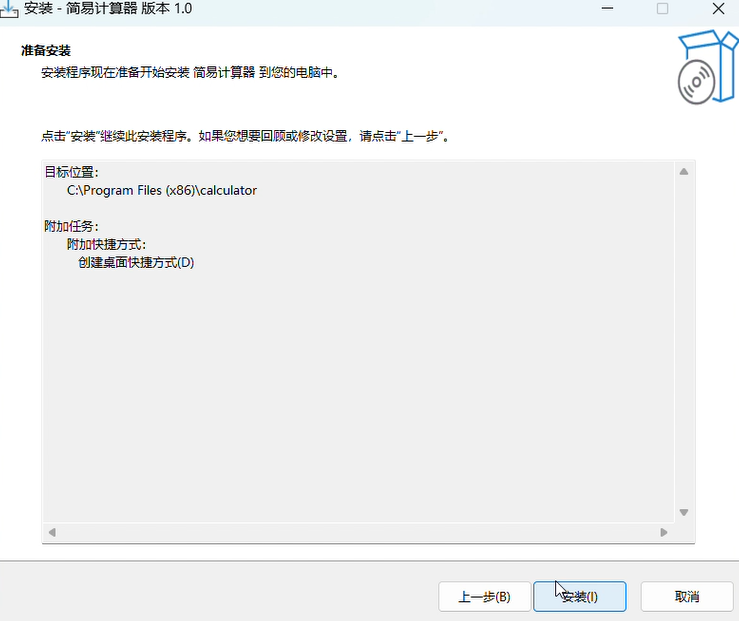 安装 - 简易计算器 版本 1.0
准备安装
安装程序现在准备开始安装 简易计算器 到您的电脑中。
点击“安装”继续此安装程序。如果您想要回顾或修改设置，请点击“上一步”。
目标位置：
C:\Program Files (x86)\calculator
附加任务：
附加快捷方式：
创建桌面快捷方式(D)
上一步(B)
安装(I)
取消